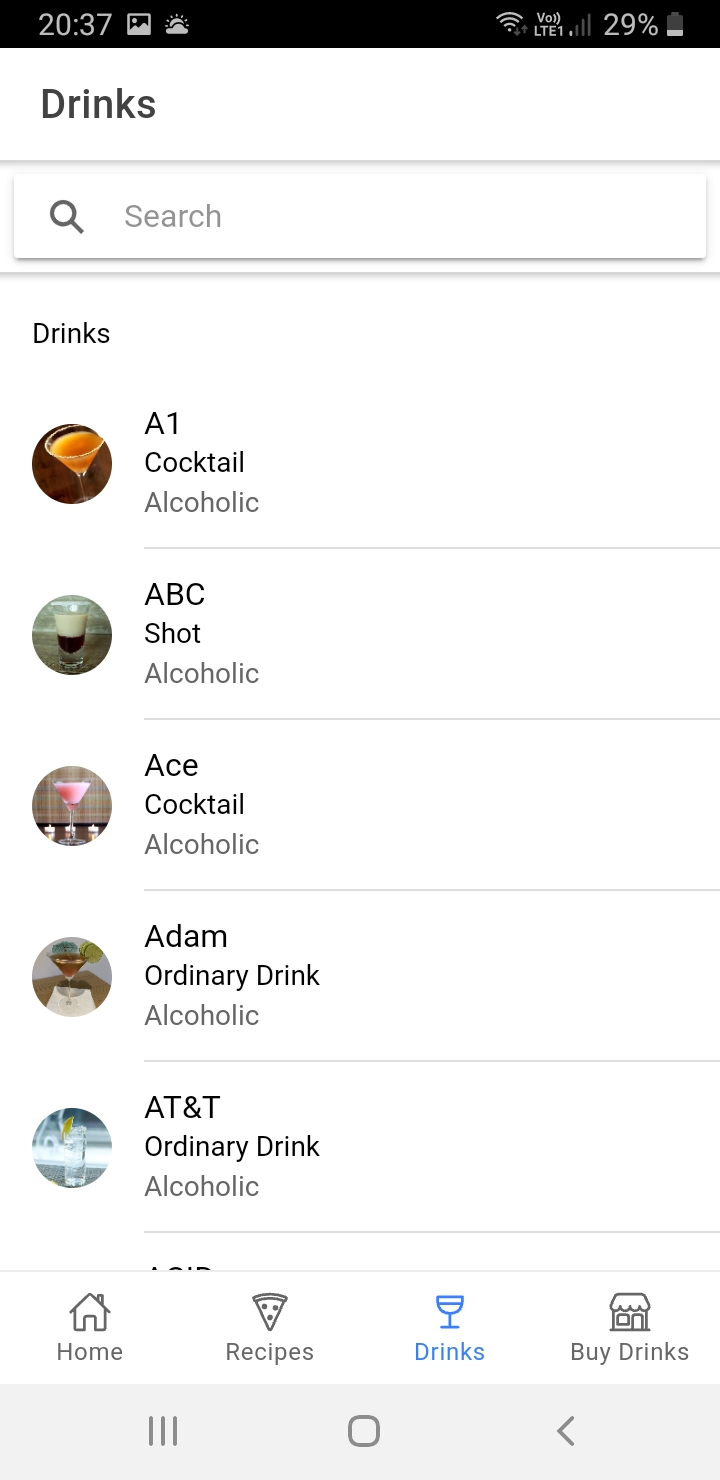 20:37 Vo)) LTE1 29%
Drinks
Search
Drinks
A1
Cocktail
Alcoholic
ABC
Shot
Alcoholic
Ace
Cocktail
Alcoholic
Adam
Ordinary Drink
Alcoholic
AT&T
Ordinary Drink
Alcoholic
Home Recipes Drinks Buy Drinks